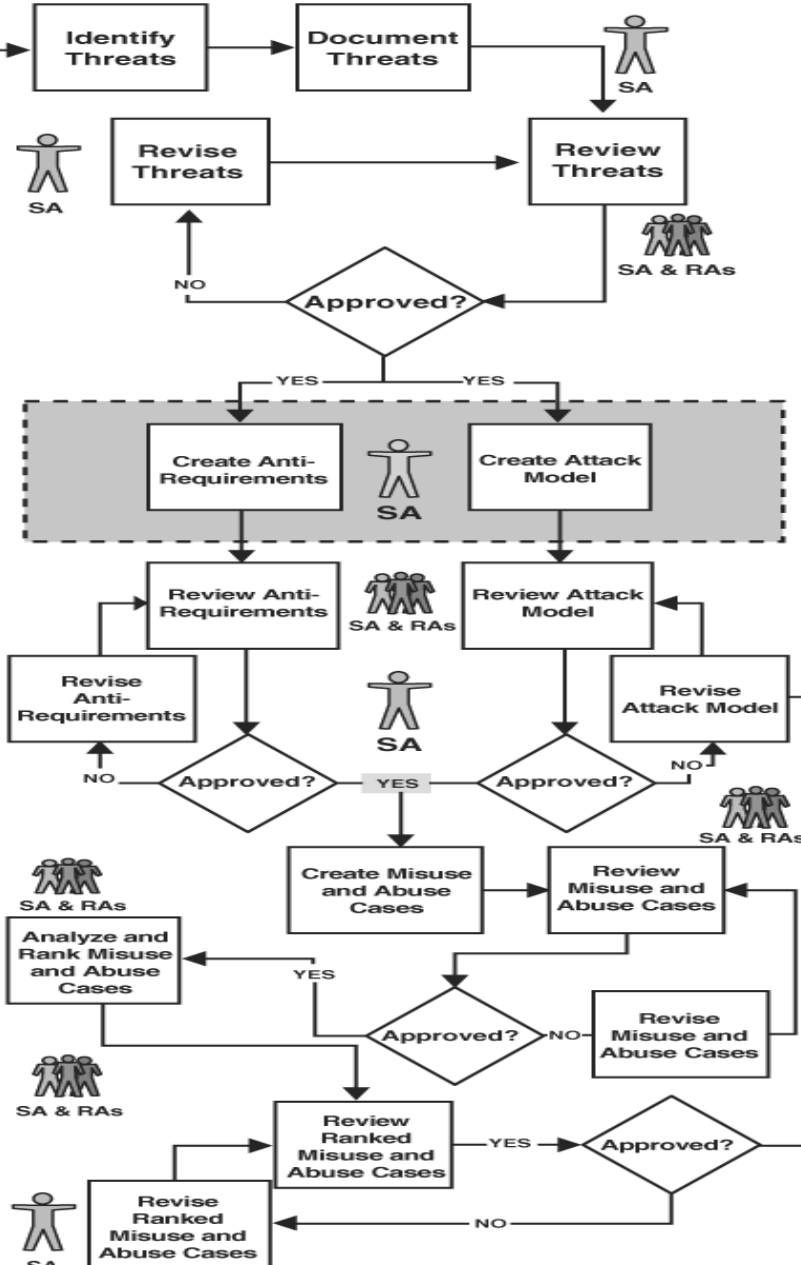 Identify
Threats
Document
Threats
SA
Revise
Threats
Review
Threats
SA
SA & RAs
NO
Approved?
YES
YES
Create Anti-
Requirements
SA
Create Attack
Model
Review Anti-
Requirements
SA & RAs
Review Attack
Model
Revise
Anti-
Requirements
SA
Revise
Attack Model
NO
Approved?
YES
Approved?
NO
SA & RAs
Create Misuse
and Abuse
Cases
Review
Misuse and
Abuse Cases
SA & RAs
Analyze and
Rank Misuse
and Abuse
Cases
YES
Approved?
NO
Revise
Misuse and
Abuse Cases
SA & RAs
Review
Ranked
Misuse and
Abuse Cases
YES
Approved?
Revise
Ranked
Misuse and
Abuse Cases
NO
SA